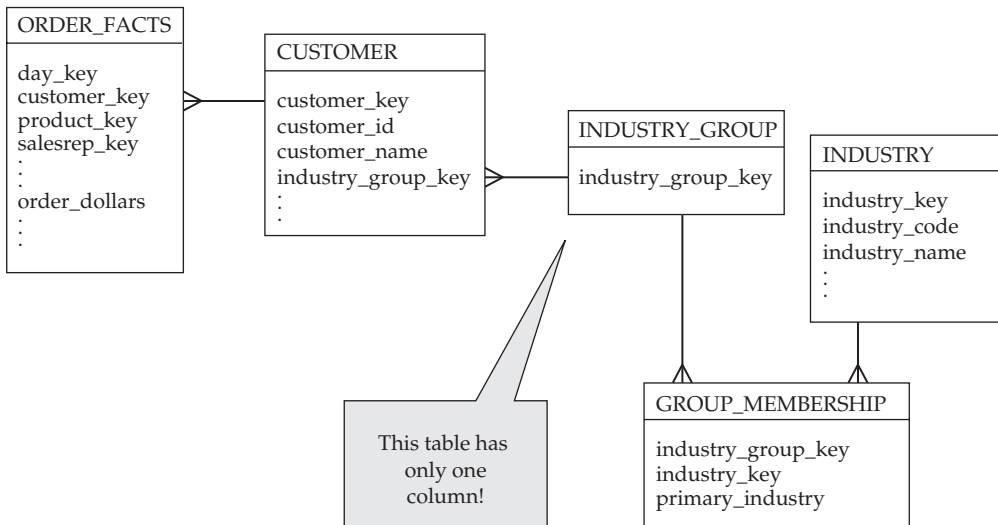 ORDER_FACTS
day_key
customer_key
product_key
salesrep_key
.
.
order_dollars
.
.
CUSTOMER
customer_key
customer_id
customer_name
industry_group_key
:
INDUSTRY_GROUP
industry_group_key
INDUSTRY
industry_key
industry_code
industry_name
:
This table has
only one
column!
GROUP_MEMBERSHIP
industry_group_key
industry_key
primary_industry